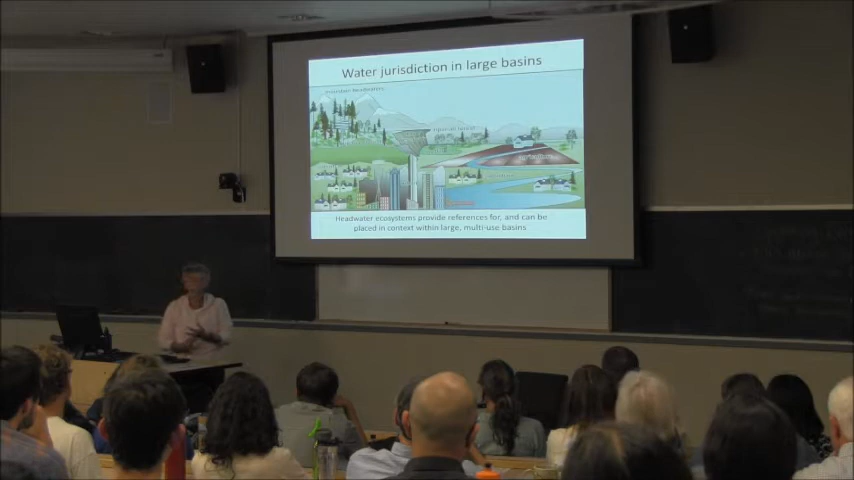 Water jurisdiction in large basins
Headwater ecosystems provide references for, and can be
placed in context within large, multi-use basins